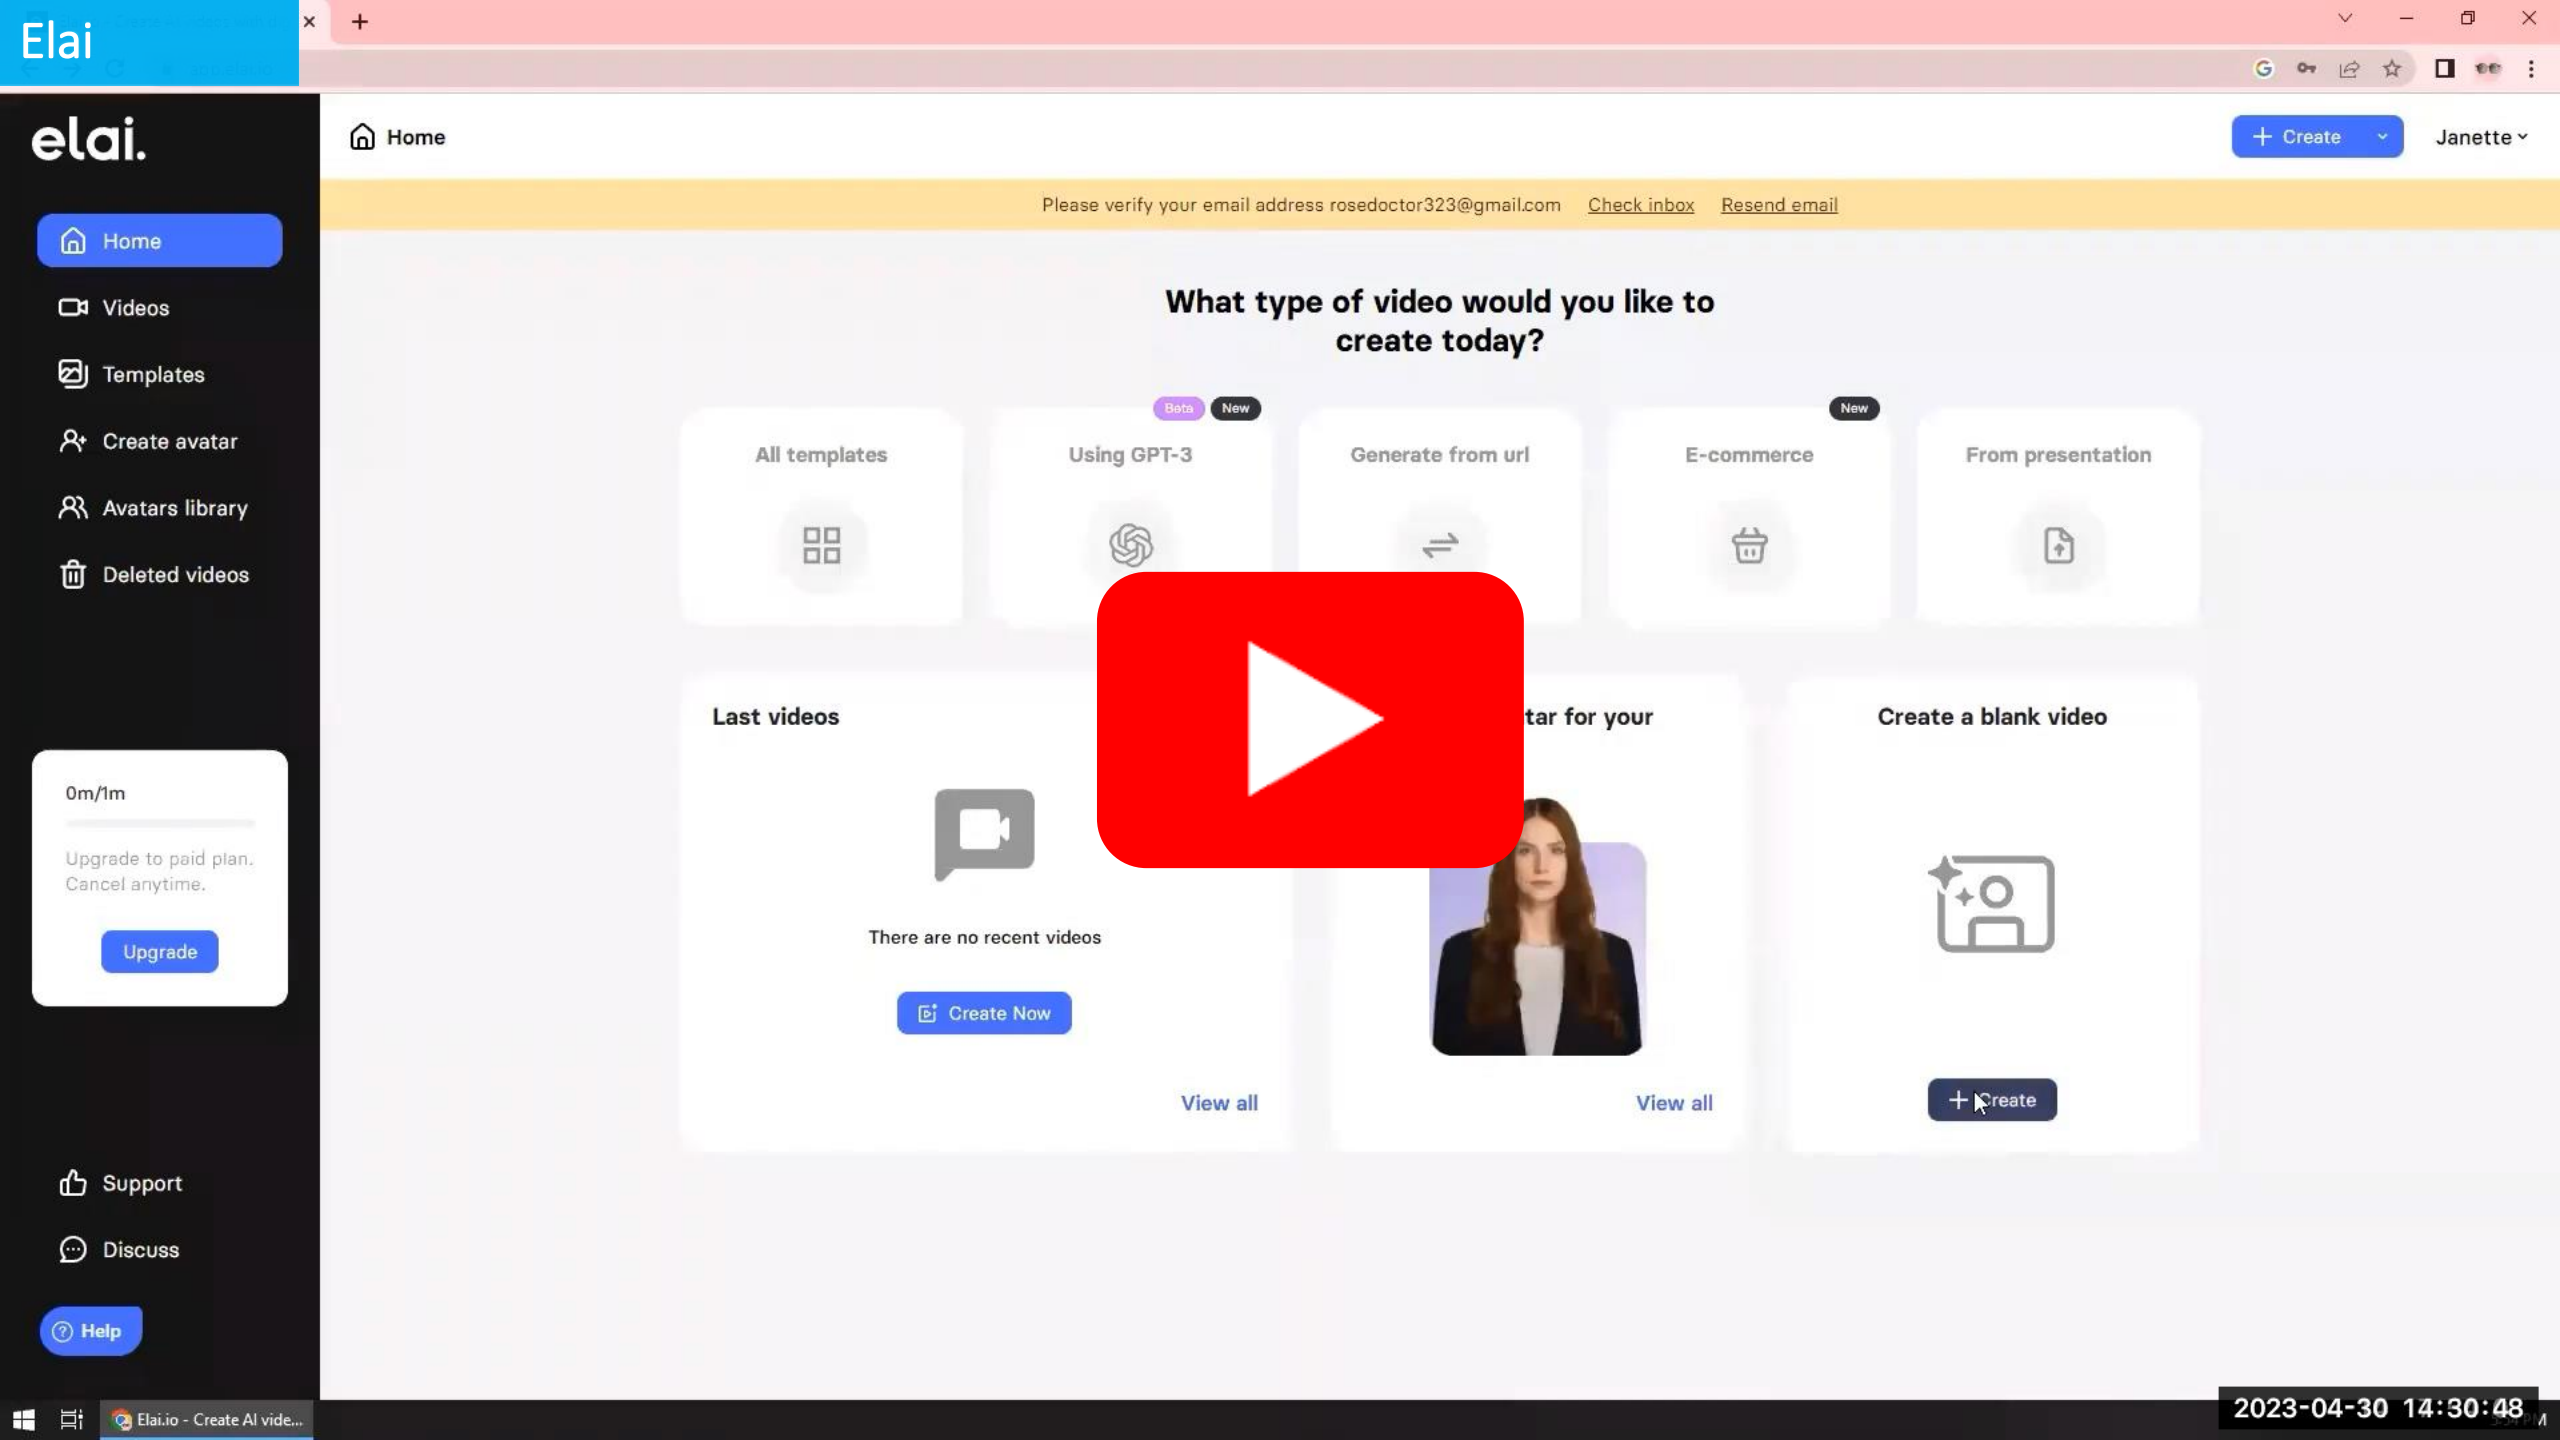 Elai
elai.
Home
Create
Janette
Please verify your email address rosedoctor323@gmail.com Check inbox Resend email
Home
Videos
Templates
Create avatar
Avatars library
Deleted videos
What type of video would you like to
create today?
Beta New
New
All templates
Using GPT-3
Generate from url
E-commerce
From presentation
Last videos
tar for your
Create a blank video
0m/1m
Upgrade to paid plan.
Cancel anytime.
Upgrade
There are no recent videos
Create Now
View all
View all
Create
Support
Discuss
Help
Elai.io - Create AI vide...
2023-04-30 14:30:48